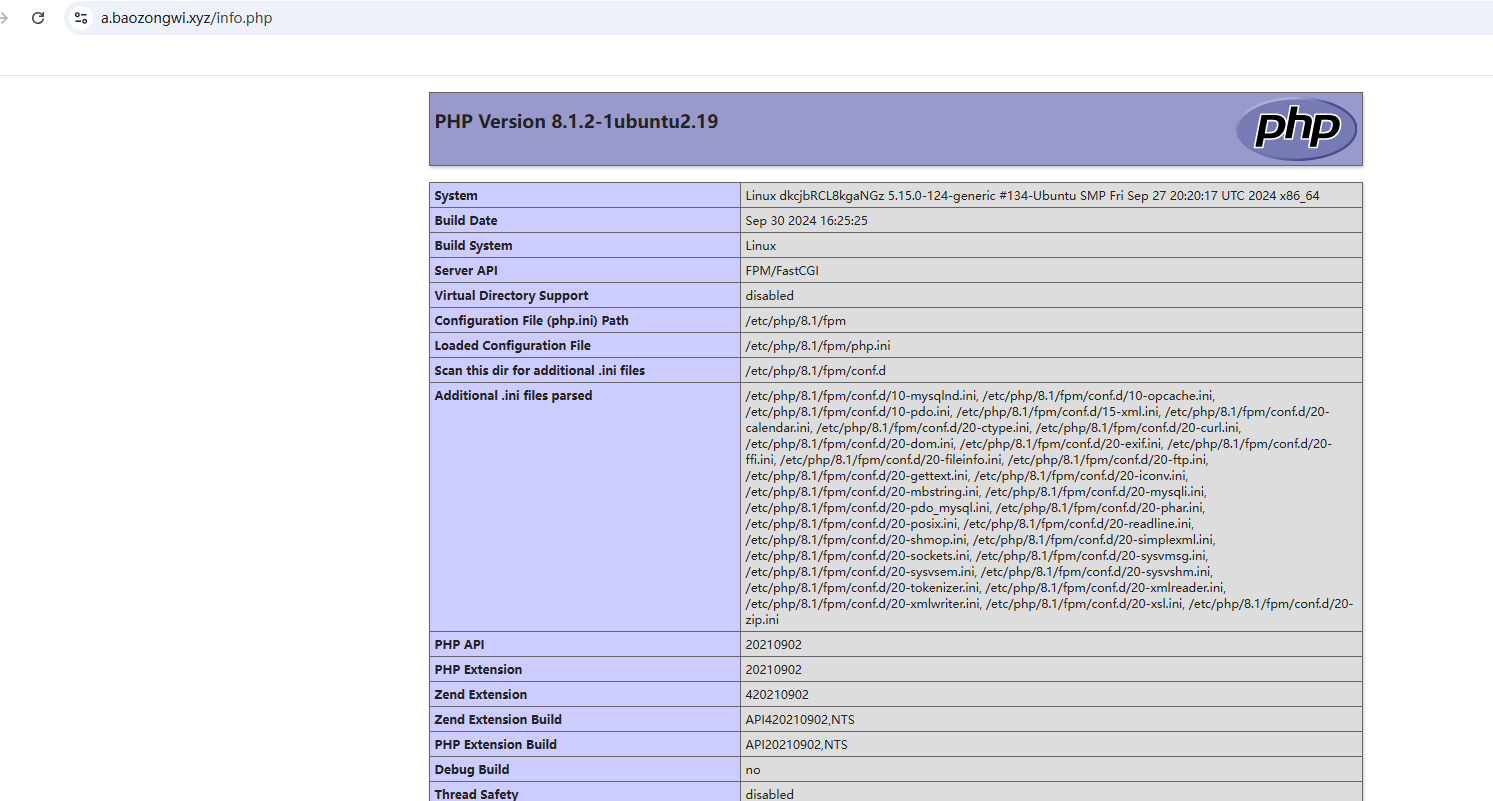 a.baozongwi.xyz/info.php
PHP Version 8.1.2-1ubuntu2.19
php
System Linux dkcjbRCL8kgaNGz 5.15.0-124-generic #134-Ubuntu SMP Fri Sep 27 20:20:17 UTC 2024 x86_64
Build Date Sep 30 2024 16:25:25
Build System Linux
Server API FPM/FastCGI
Virtual Directory Support disabled
Configuration File (php.ini) Path /etc/php/8.1/fpm
Loaded Configuration File /etc/php/8.1/fpm/php.ini
Scan this dir for additional .ini files /etc/php/8.1/fpm/conf.d
Additional .ini files parsed /etc/php/8.1/fpm/conf.d/10-mysqlnd.ini, /etc/php/8.1/fpm/conf.d/10-opcache.ini,
/etc/php/8.1/fpm/conf.d/10-pdo.ini, /etc/php/8.1/fpm/conf.d/15-xml.ini, /etc/php/8.1/fpm/conf.d/20-
calendar.ini, /etc/php/8.1/fpm/conf.d/20-ctype.ini, /etc/php/8.1/fpm/conf.d/20-curl.ini,
/etc/php/8.1/fpm/conf.d/20-dom.ini, /etc/php/8.1/fpm/conf.d/20-exif.ini, /etc/php/8.1/fpm/conf.d/20-
ffi.ini, /etc/php/8.1/fpm/conf.d/20-fileinfo.ini, /etc/php/8.1/fpm/conf.d/20-ftp.ini,
/etc/php/8.1/fpm/conf.d/20-gettext.ini, /etc/php/8.1/fpm/conf.d/20-iconv.ini,
/etc/php/8.1/fpm/conf.d/20-mbstring.ini, /etc/php/8.1/fpm/conf.d/20-mysqli.ini,
/etc/php/8.1/fpm/conf.d/20-pdo_mysql.ini, /etc/php/8.1/fpm/conf.d/20-phar.ini,
/etc/php/8.1/fpm/conf.d/20-posix.ini, /etc/php/8.1/fpm/conf.d/20-readline.ini,
/etc/php/8.1/fpm/conf.d/20-shmop.ini, /etc/php/8.1/fpm/conf.d/20-simplexml.ini,
/etc/php/8.1/fpm/conf.d/20-sockets.ini, /etc/php/8.1/fpm/conf.d/20-sysvmsg.ini,
/etc/php/8.1/fpm/conf.d/20-sysvsem.ini, /etc/php/8.1/fpm/conf.d/20-sysvshm.ini,
/etc/php/8.1/fpm/conf.d/20-tokenizer.ini, /etc/php/8.1/fpm/conf.d/20-xmlreader.ini,
/etc/php/8.1/fpm/conf.d/20-xmlwriter.ini, /etc/php/8.1/fpm/conf.d/20-xsl.ini, /etc/php/8.1/fpm/conf.d/20-
zip.ini
PHP API 20210902
PHP Extension 20210902
Zend Extension 420210902
Zend Extension Build API420210902,NTS
PHP Extension Build API20210902,NTS
Debug Build no
Thread Safety disabled